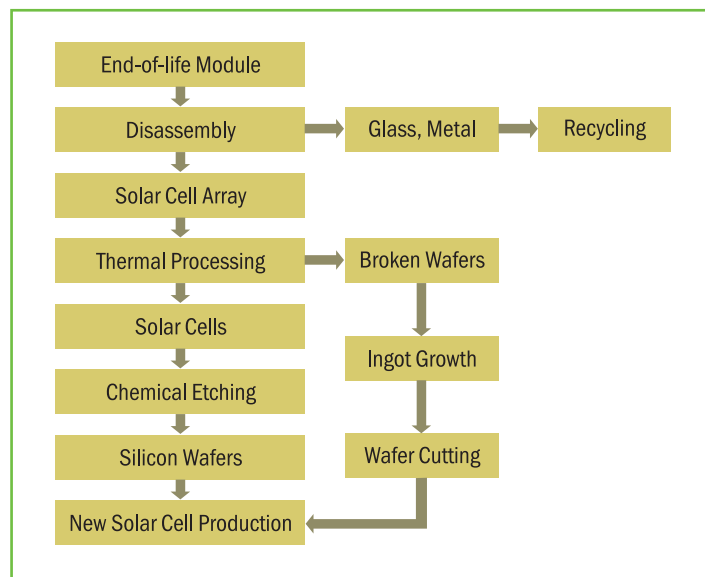 End-of-life Module
Disassembly
Glass, Metal
Recycling
Solar Cell Array
Thermal Processing
Broken Wafers
Solar Cells
Ingot Growth
Chemical Etching
Silicon Wafers
Wafer Cutting
New Solar Cell Production